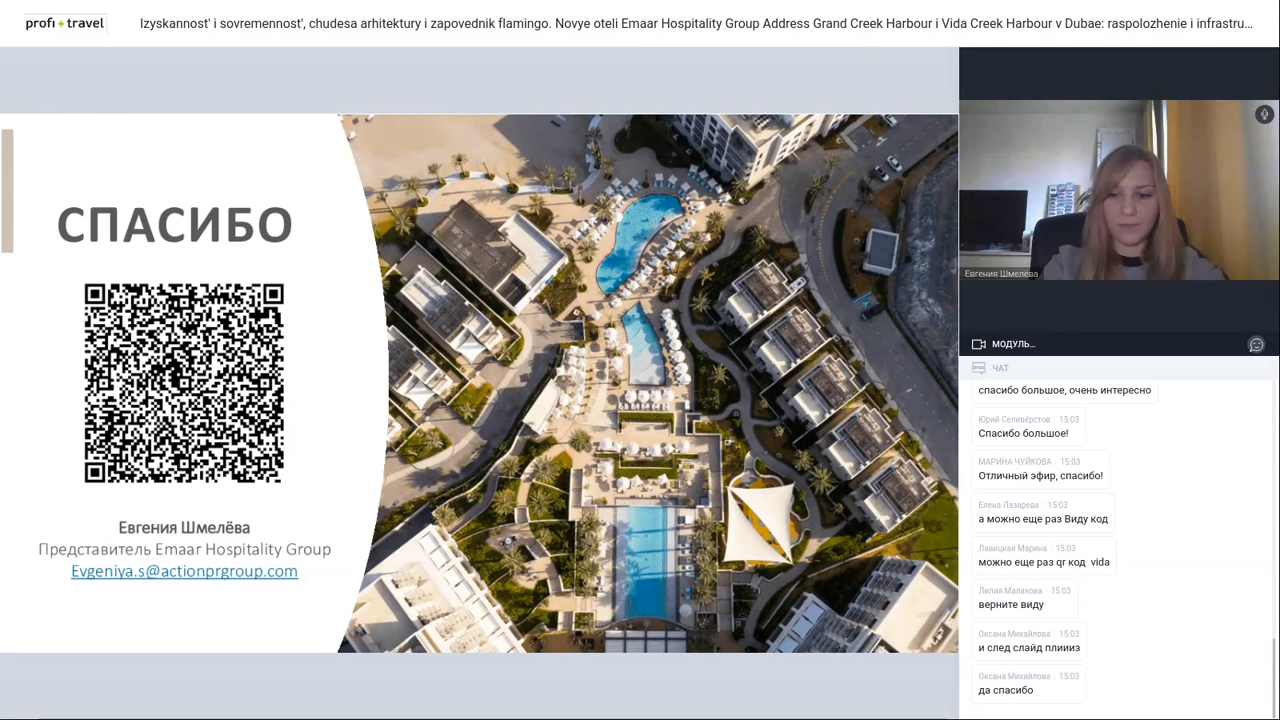 profi + travel
Izyskannost' i sovremennost', chudesa arhitektury i zapovednik flamingo. Novye oteli Emaar Hospitality Group Address Grand Creek Harbour i Vida Creek Harbour v Dubae: raspolozhenie i infrastru…
СПАСИБО
Евгения Шмелёва
Представитель Emaar Hospitality Group
Evgeniya.s@actionprgroup.com
Евгения Шмелёва
МОДУЛЬ…
ЧАТ
спасибо большое, очень интересно
Юрий Селивёрстов 15:03
Спасибо большое!
МАРИНА ЧУЙКОВА 15:03
Отличный эфир, спасибо!
Елена Лазарева 15:03
а можно еще раз Виду код
Лавицкая Марина 15:03
можно еще раз qr код vida
Лилия Малахова 15:03
верните виду
Оксана Михайлова 15:03
и след слайд плиииз
Оксана Михайлова 15:03
да спасибо